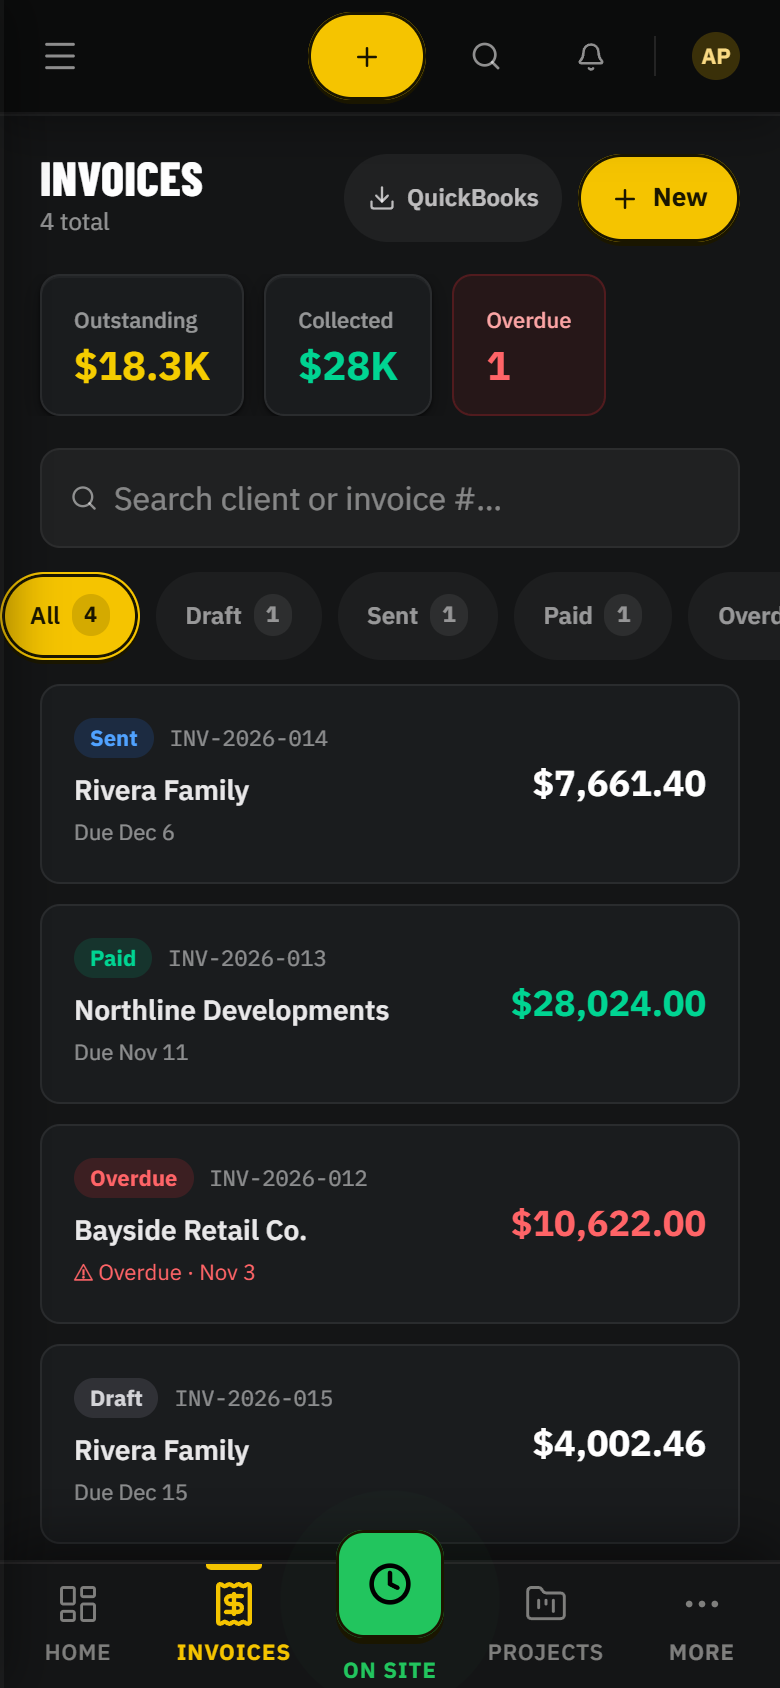 AP
INVOICES
4 total
QuickBooks
+ New
Outstanding
$18.3K
Collected
$28K
Overdue
1
Search client or invoice #...
All 4
Draft 1
Sent 1
Paid 1
Overd
Sent INV-2026-014
Rivera Family
$7,661.40
Due Dec 6
Paid INV-2026-013
Northline Developments
$28,024.00
Due Nov 11
Overdue INV-2026-012
Bayside Retail Co.
$10,622.00
⚠ Overdue · Nov 3
Draft INV-2026-015
Rivera Family
$4,002.46
Due Dec 15
HOME
INVOICES
ON SITE
PROJECTS
MORE